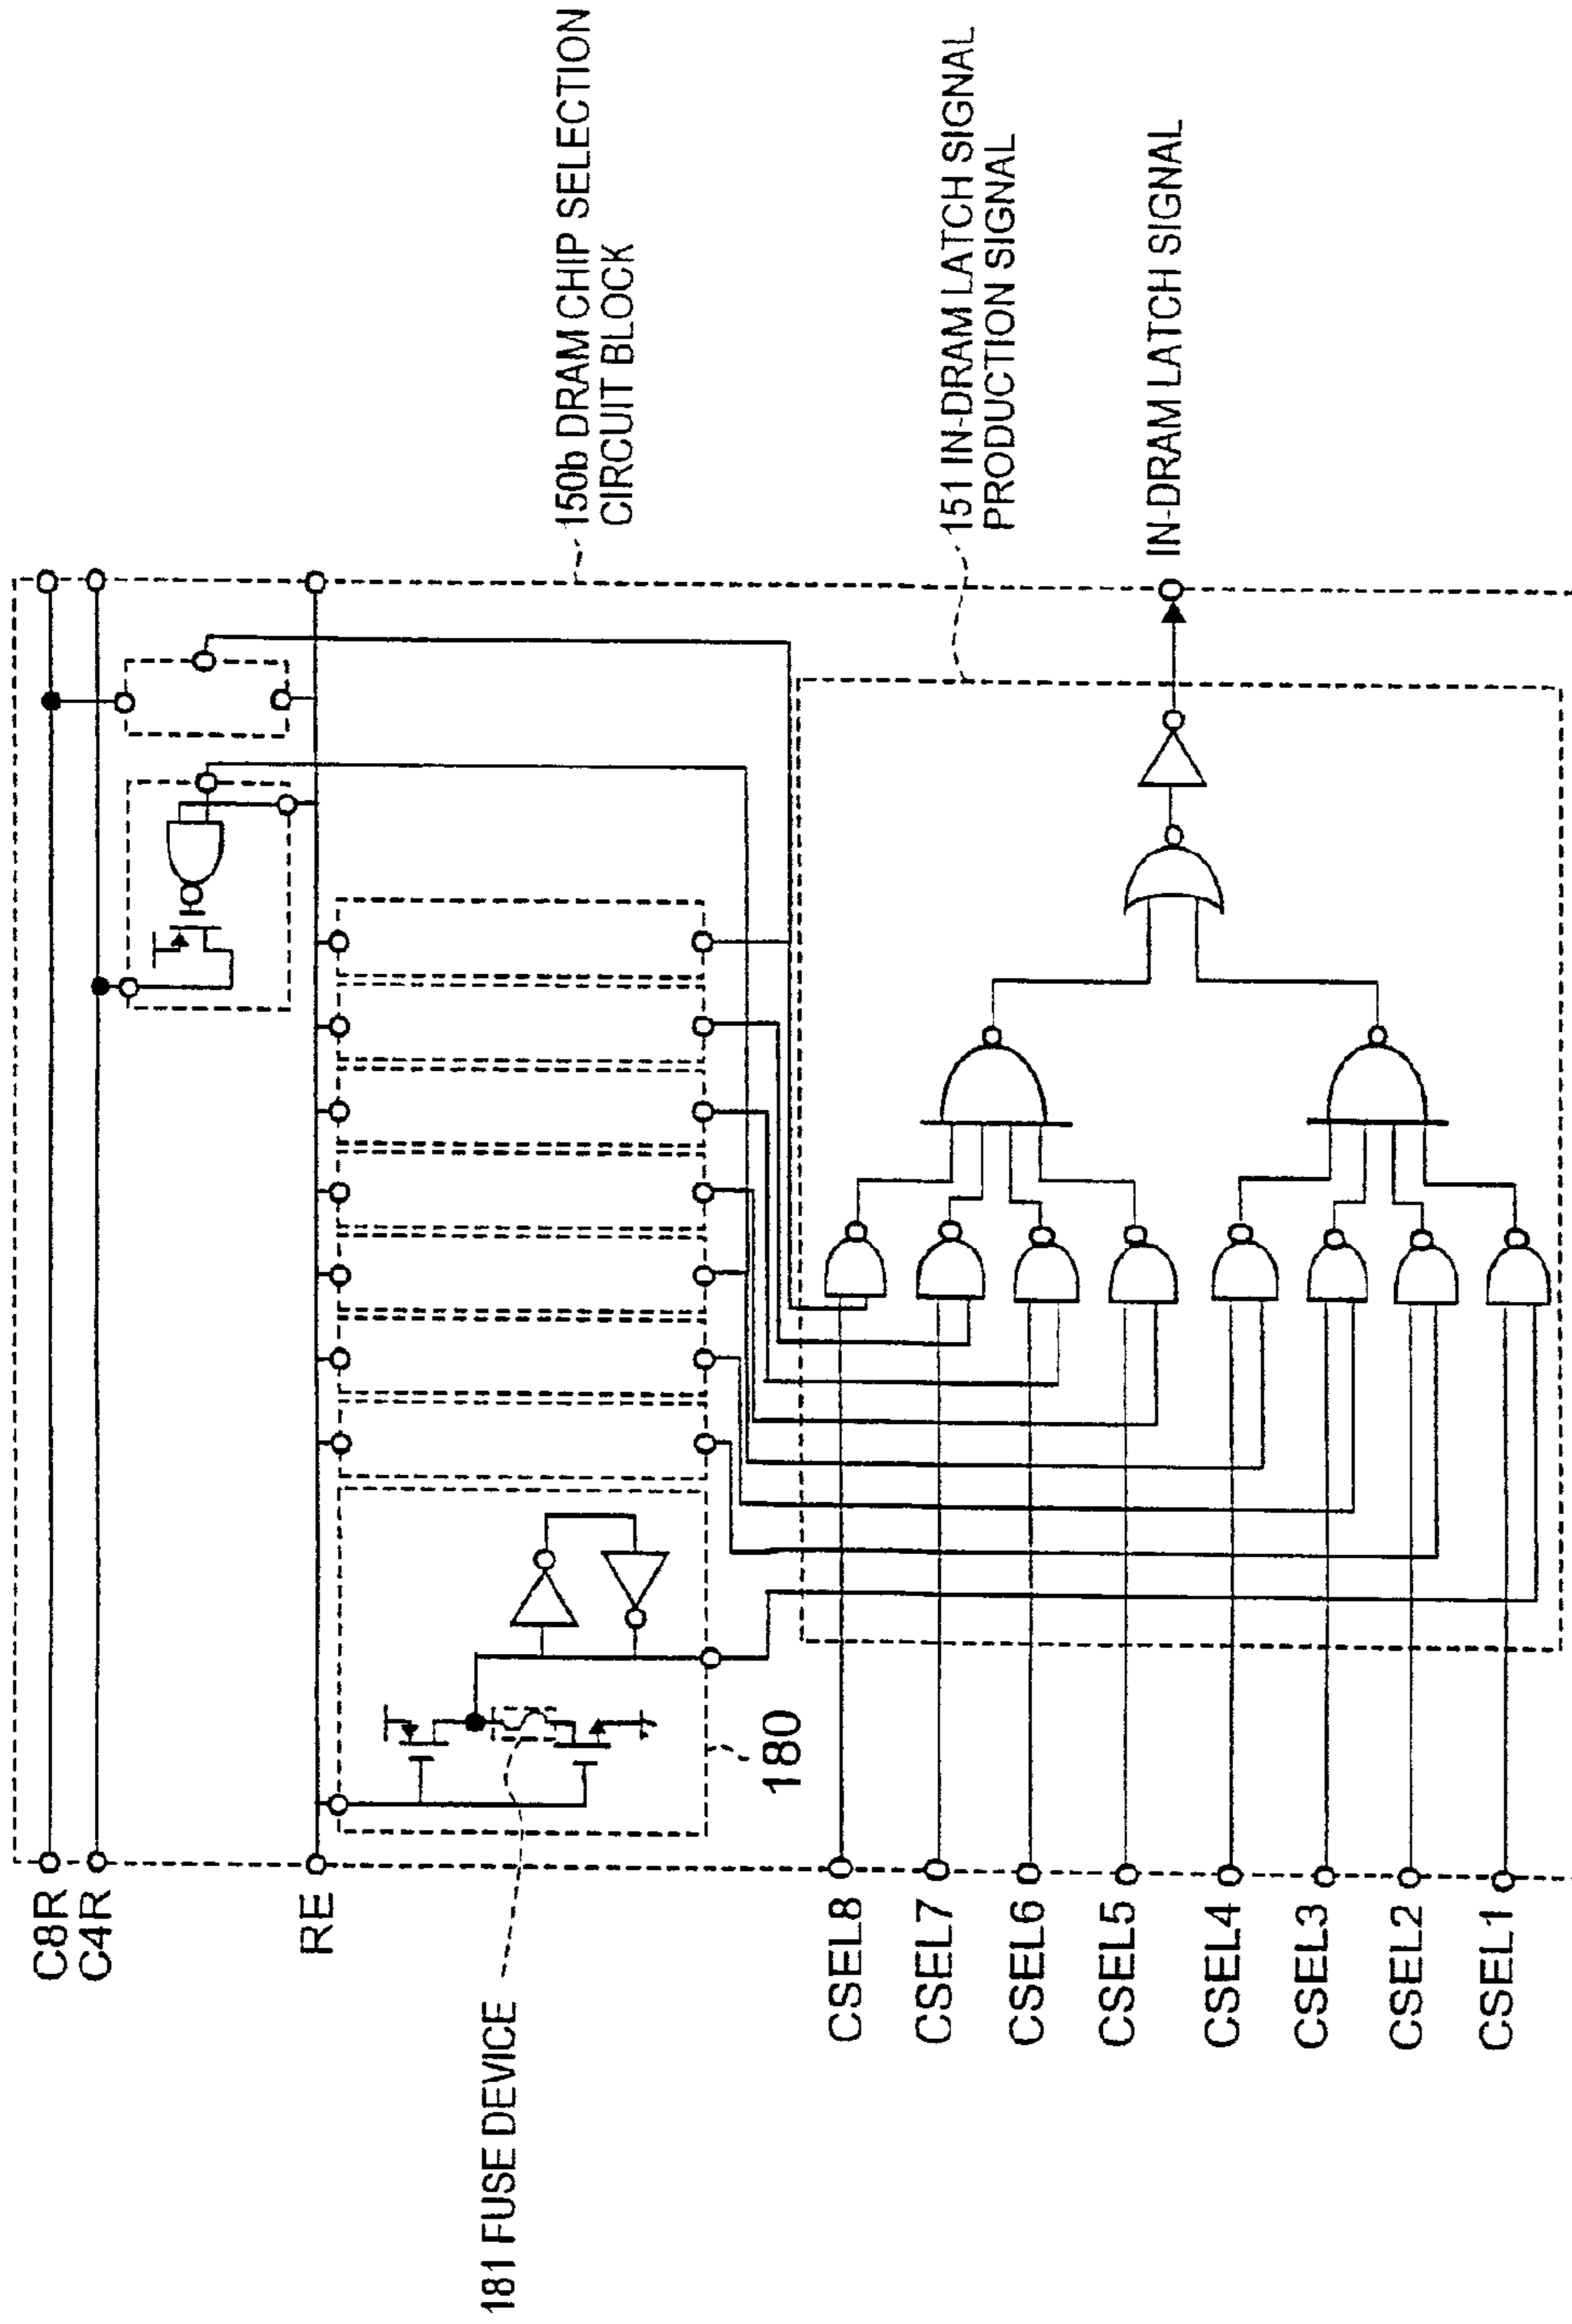 C8R
C4R
RE
181 FUSE DEVICE
180
CSEL8
CSEL7
CSEL6
CSEL5
CSEL4
CSEL3
CSEL2
CSEL1
150b DRAM CHIP SELECTION
CIRCUIT BLOCK
151 IN-DRAM LATCH SIGNAL
PRODUCTION SIGNAL
IN-DRAM LATCH SIGNAL